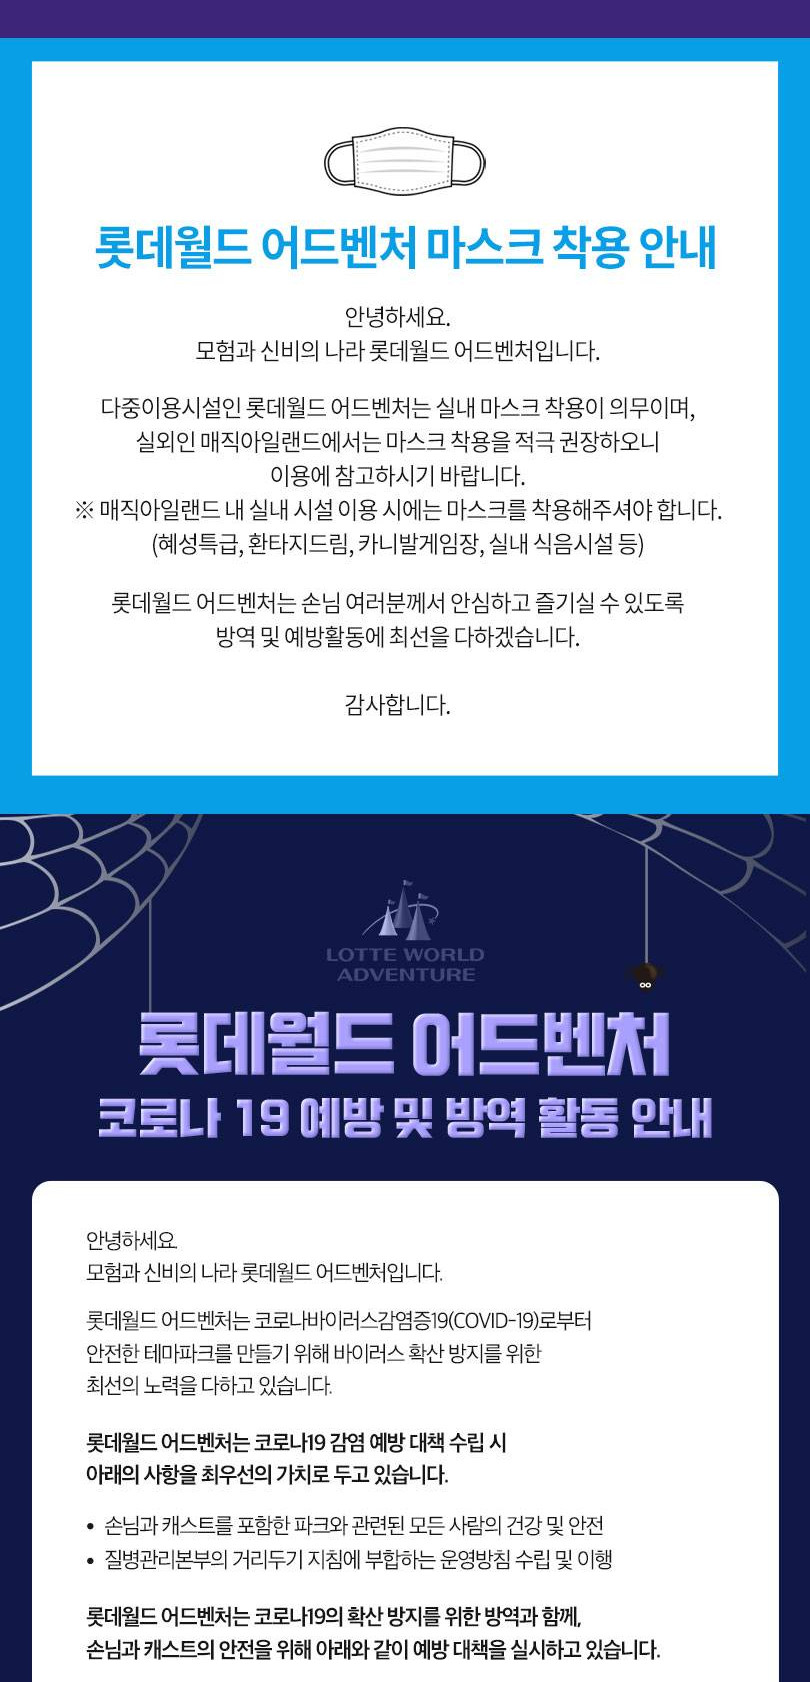 롯데월드 어드벤처 마스크 착용 안내
안녕하세요.
모험과 신비의 나라 롯데월드 어드벤처입니다.
다중이용시설인 롯데월드 어드벤처는 실내 마스크 착용이 의무이며,
실외인 매직아일랜드에서는 마스크 착용을 적극 권장하오니
이용에 참고하시기 바랍니다.
※ 매직아일랜드 내 실내 시설 이용 시에는 마스크를 착용해주셔야 합니다.
(혜성특급, 환타지드림, 카니발게임장, 실내 식음시설 등)
롯데월드 어드벤처는 손님 여러분께서 안심하고 즐기실 수 있도록
방역 및 예방활동에 최선을 다하겠습니다.
감사합니다.
LOTTE WORLD
ADVENTURE
롯데월드 어드벤처
코로나 19 예방 및 방역 활동 안내
안녕하세요.
모험과 신비의 나라 롯데월드 어드벤처입니다.
롯데월드 어드벤처는 코로나바이러스감염증19(COVID-19)로부터
안전한 테마파크를 만들기 위해 바이러스 확산 방지를 위한
최선의 노력을 다하고 있습니다.
롯데월드 어드벤처는 코로나19 감염 예방 대책 수립 시
아래의 사항을 최우선의 가치로 두고 있습니다.
• 손님과 캐스트를 포함한 파크와 관련된 모든 사람의 건강 및 안전
• 질병관리본부의 거리두기 지침에 부합하는 운영방침 수립 및 이행
롯데월드 어드벤처는 코로나19의 확산 방지를 위한 방역과 함께,
손님과 캐스트의 안전을 위해 아래와 같이 예방 대책을 실시하고 있습니다.